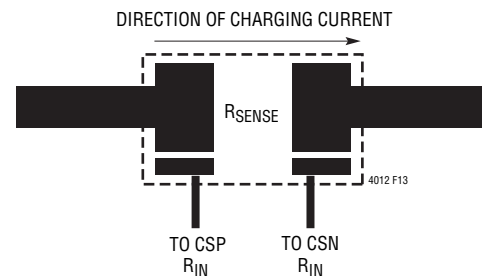 DIRECTION OF CHARGING CURRENT
RSENSE
4012 F13
TO CSP
RIN
TO CSN
RIN